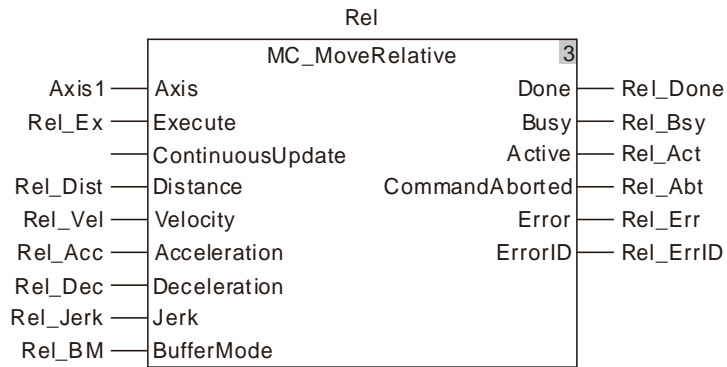 Rel
MC_MoveRelative 3
Axis1 Axis Done Rel_Done
Rel_Ex Execute Busy Rel_Bsy
ContinuousUpdate Active Rel_Act
Rel_Dist Distance CommandAborted Rel_Abt
Rel_Vel Velocity Error Rel_Err
Rel_Acc Acceleration ErrorID Rel_ErrID
Rel_Dec Deceleration
Rel_Jerk Jerk
Rel_BM BufferMode